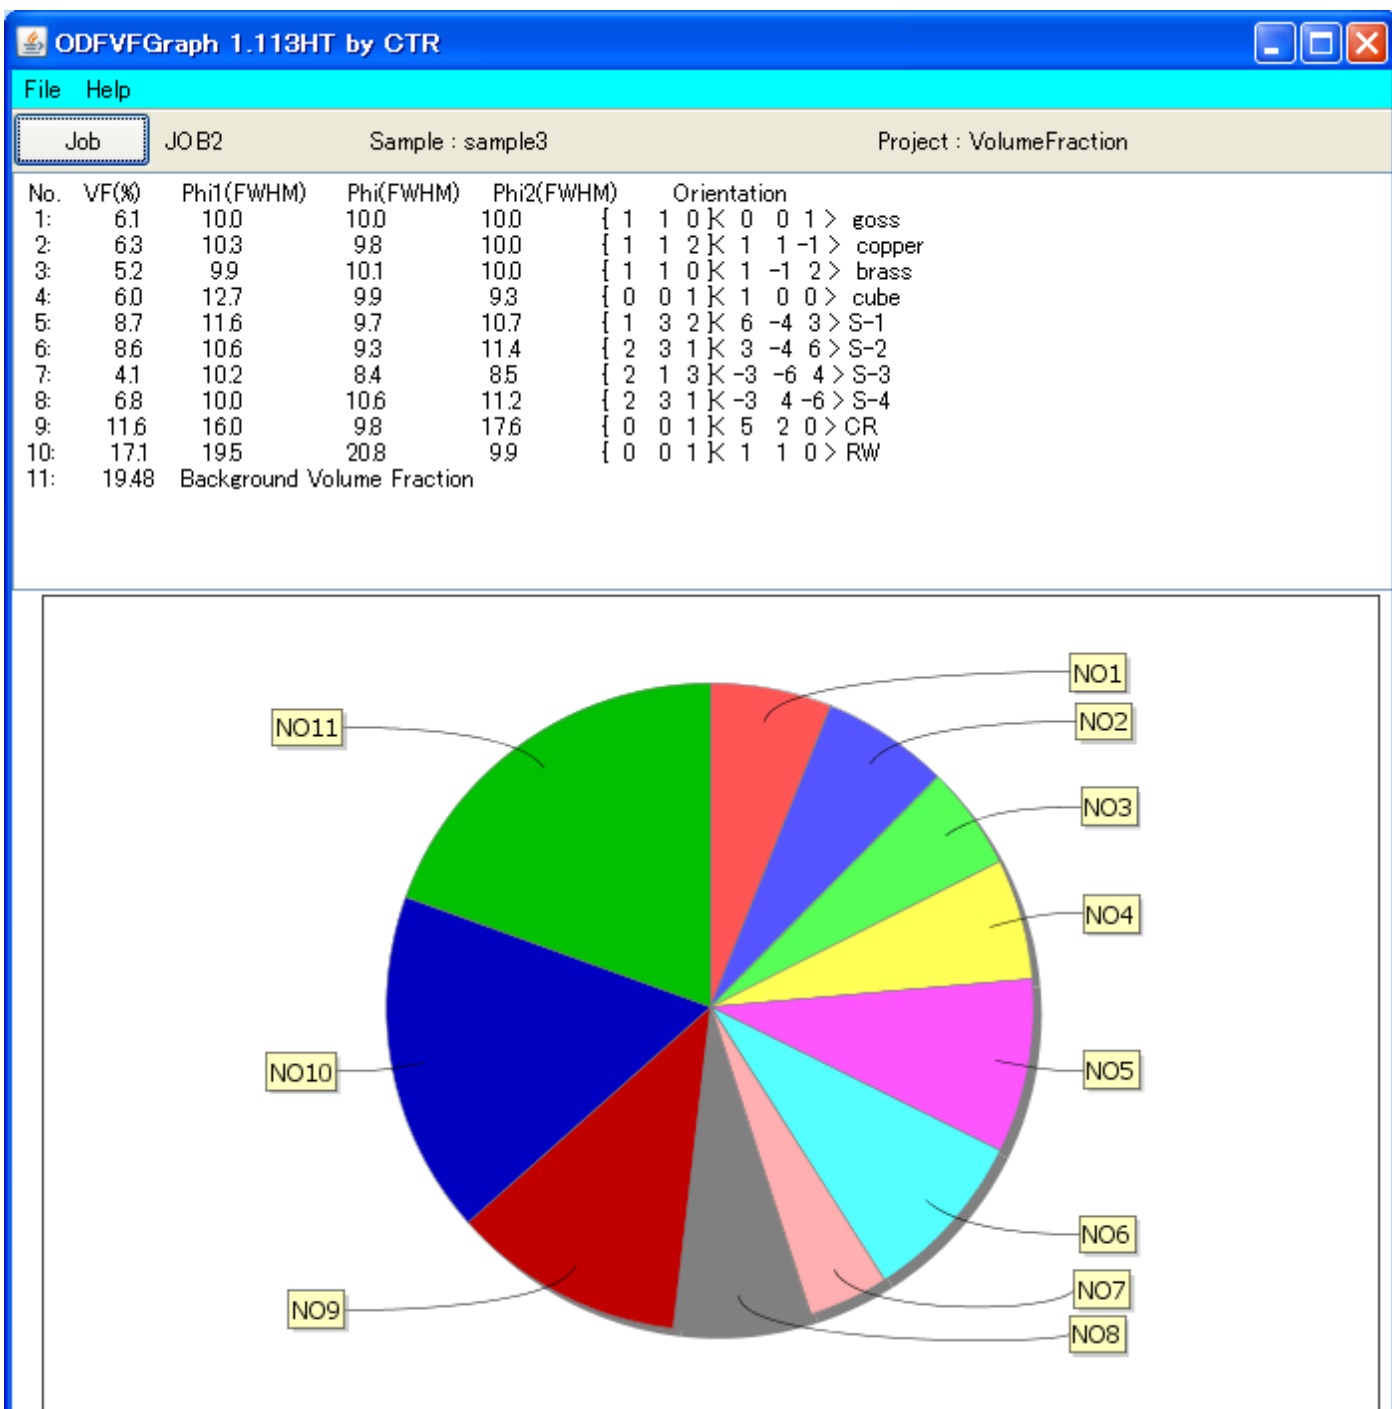 ODFVFGraph 1.113HT by CTR
File Help
Job JOB2 Sample : sample3 Project : VolumeFraction
No. VF(%) Phi1(FWHM) Phi(FWHM) Phi2(FWHM) Orientation
1: 6.1 10.0 10.0 10.0 { 1 1 0 }< 0 0 1 > goss
2: 6.3 10.3 9.8 10.0 { 1 1 2 }< 1 1 -1 > copper
3: 5.2 9.9 10.1 10.0 { 1 1 0 }< 1 -1 2 > brass
4: 6.0 12.7 9.9 9.3 { 0 0 1 }< 1 0 0 > cube
5: 8.7 11.6 9.7 10.7 { 1 3 2 }< 6 -4 3 > S-1
6: 8.6 10.6 9.3 11.4 { 2 3 1 }< 3 -4 6 > S-2
7: 4.1 10.2 8.4 8.5 { 2 1 3 }< -3 -6 4 > S-3
8: 6.8 10.0 10.6 11.2 { 2 3 1 }< -3 4 -6 > S-4
9: 11.6 16.0 9.8 17.6 { 0 0 1 }< 5 2 0 > CR
10: 17.1 19.5 20.8 9.9 { 0 0 1 }< 1 1 0 > RW
11: 19.48 Background Volume Fraction
NO1
NO2
NO11
NO3
NO4
NO10
NO5
NO6
NO7
NO9
NO8